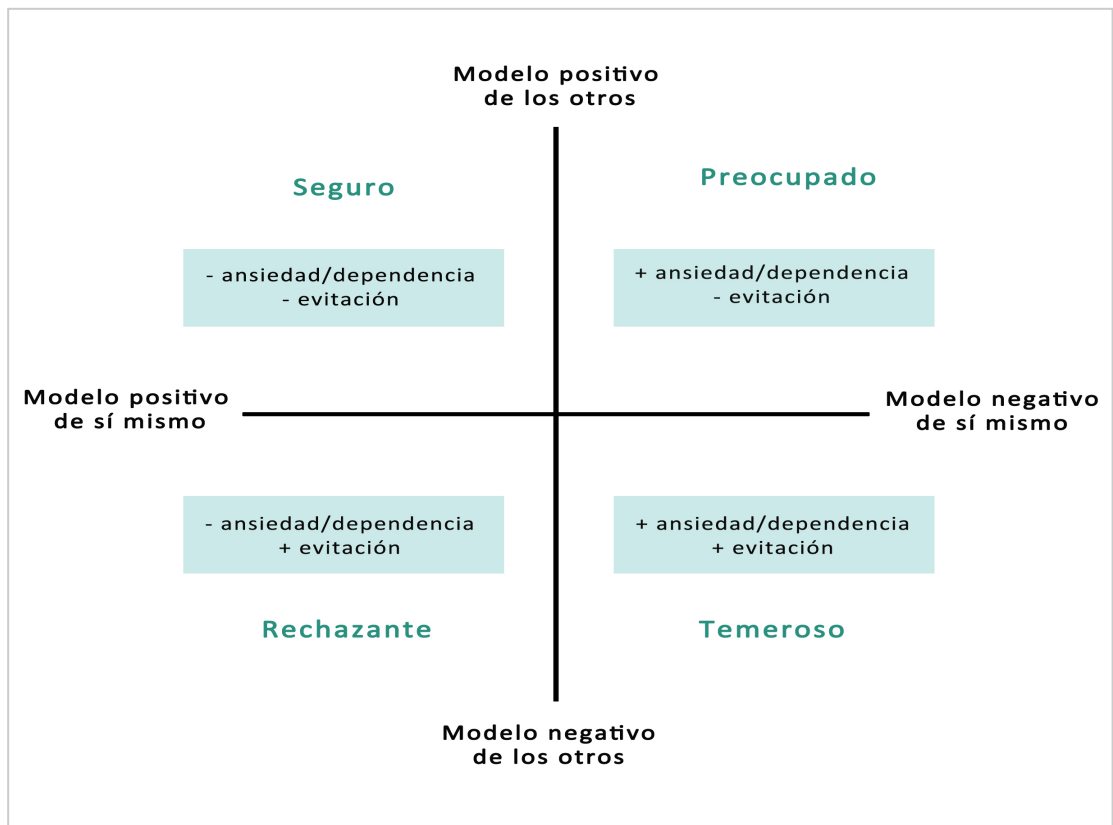 Modelo positivo
de los otros
Seguro
Preocupado
- ansiedad/dependencia
- evitación
+ ansiedad/dependencia
- evitación
Modelo positivo
de sí mismo
Modelo negativo
de sí mismo
- ansiedad/dependencia
+ evitación
+ ansiedad/dependencia
+ evitación
Rechazante
Temeroso
Modelo negativo
de los otros